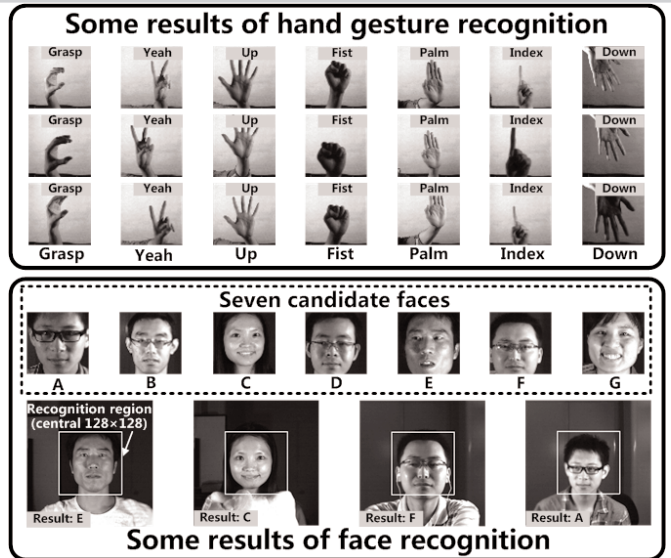 Some results of hand gesture recognition
Grasp Yeah Up Fist Palm Index Down
Grasp Yeah Up Fist Palm Index Down
Grasp Yeah Up Fist Palm Index Down
Grasp Yeah Up Fist Palm Index Down
Seven candidate faces
A B C D E F G
Recognition region
(central 128×128)
Result: E Result: C Result: F Result: A
Some results of face recognition